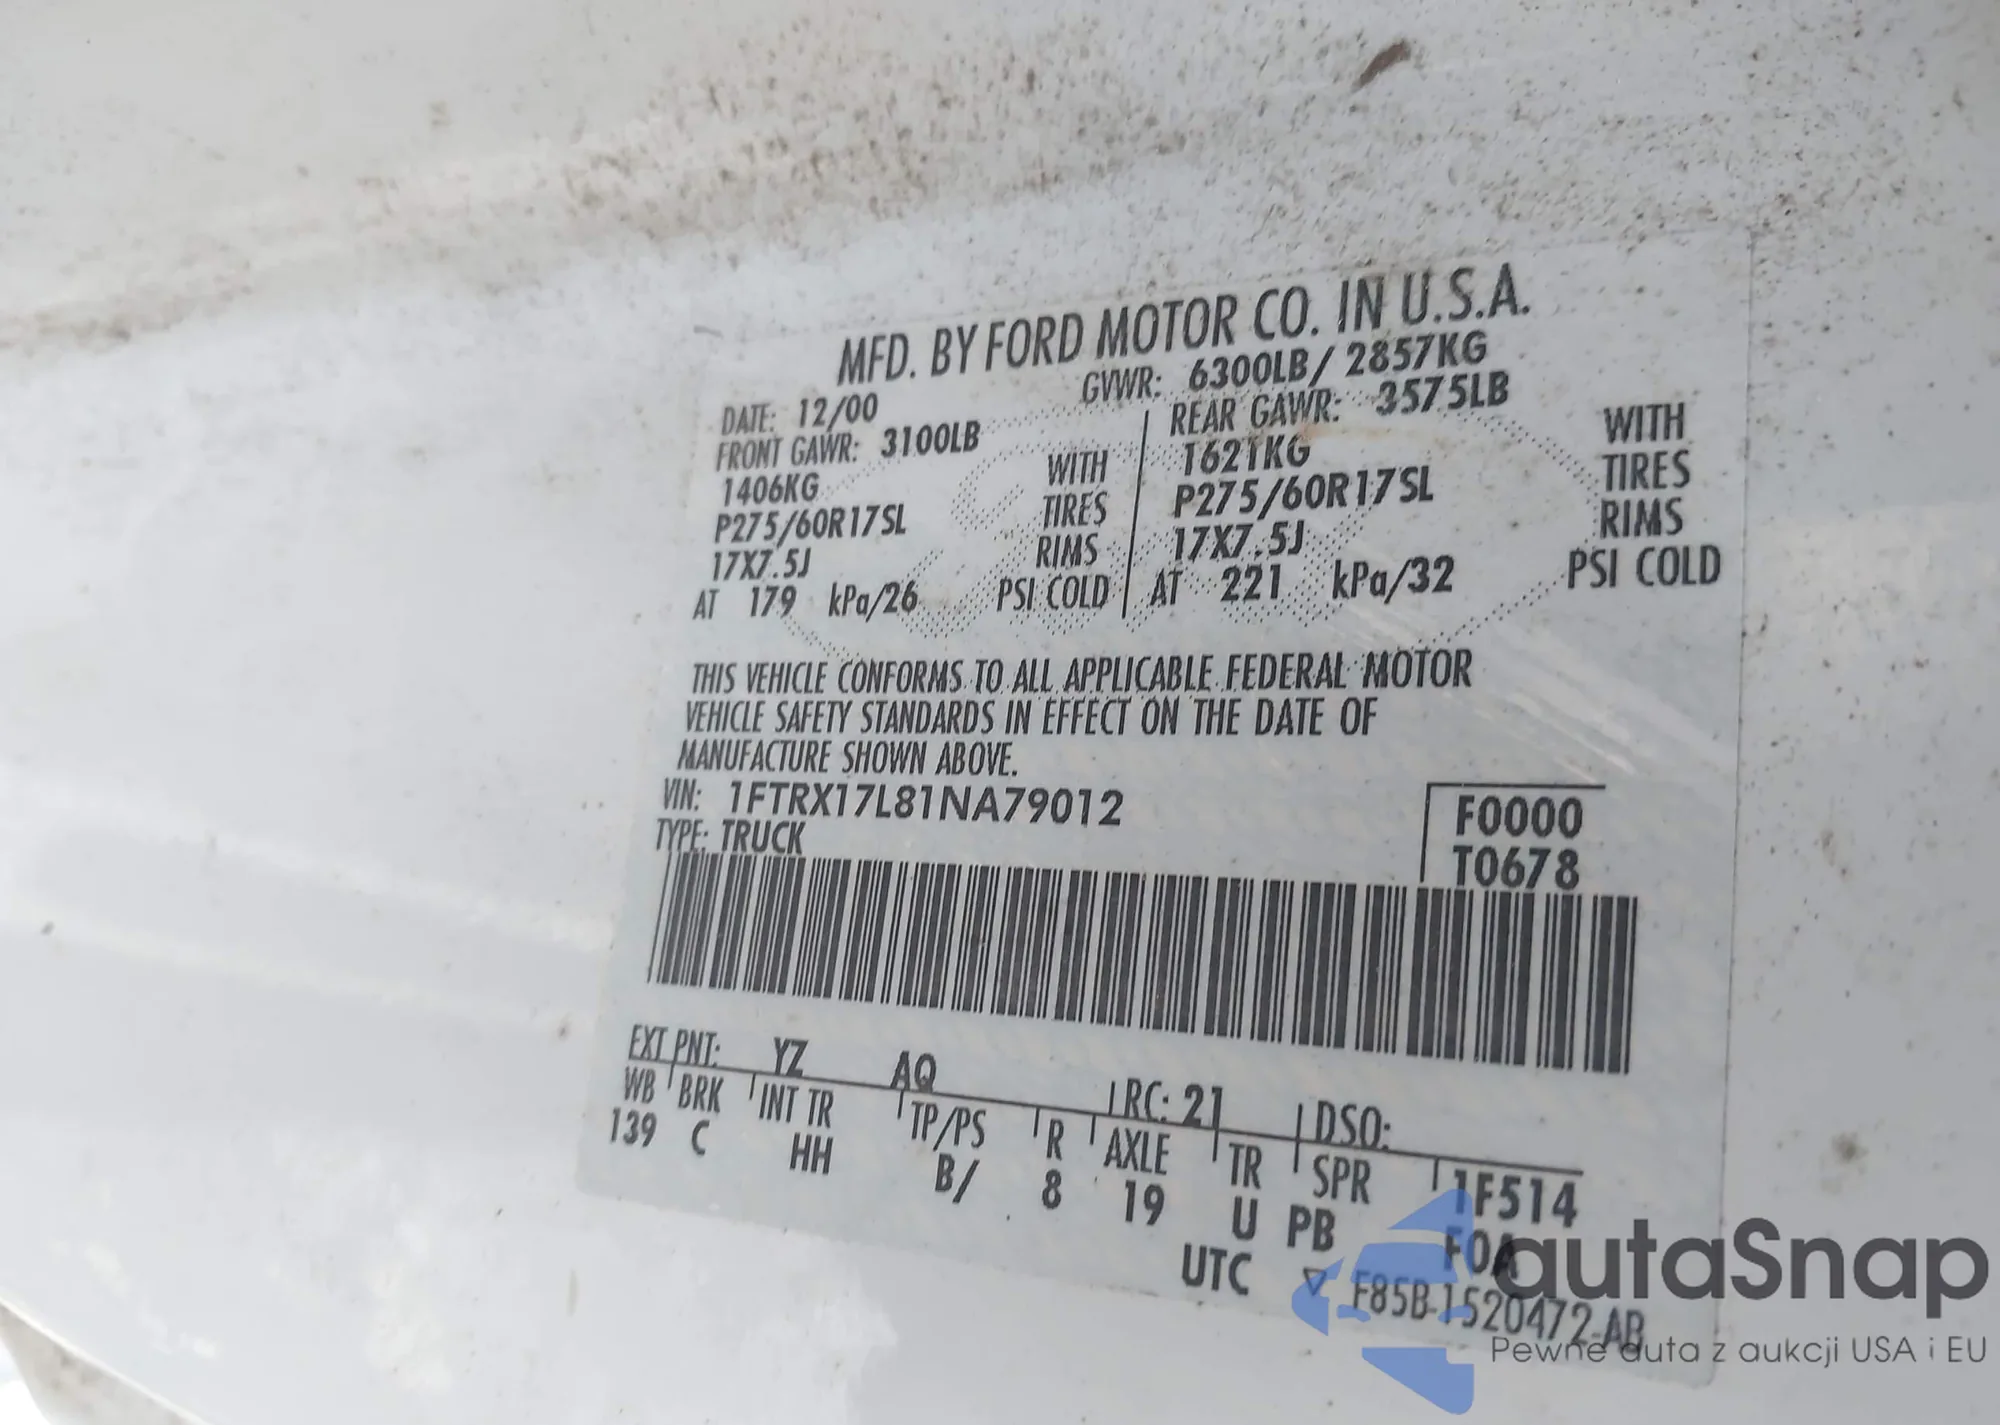 MFD. BY FORD MOTOR CO. IN U.S.A.
DATE: 12/00 GVWR: 6300LB/ 2857KG
FRONT GAWR: 3100LB REAR GAWR: 3575LB
1406KG WITH 1621KG WITH
P275/60R17SL TIRES P275/60R17SL TIRES
17X7.5J RIMS 17X7.5J RIMS
AT 179 kPa/26 PSI COLD AT 221 kPa/32 PSI COLD
THIS VEHICLE CONFORMS TO ALL APPLICABLE FEDERAL MOTOR
VEHICLE SAFETY STANDARDS IN EFFECT ON THE DATE OF
MANUFACTURE SHOWN ABOVE.
VIN: 1FTRX17L81NA79012 F0000
TYPE: TRUCK T0678
EXT PNT: YZ AQ RC: 21 DSO:
WB BRK INT TR TP/PS R AXLE TR SPR 1F514
139 C HH B/ 8 19 U PB F0A
UTC ▽ F85B-1520472-AB
autaSnap
Pewne auta z aukcji USA i EU